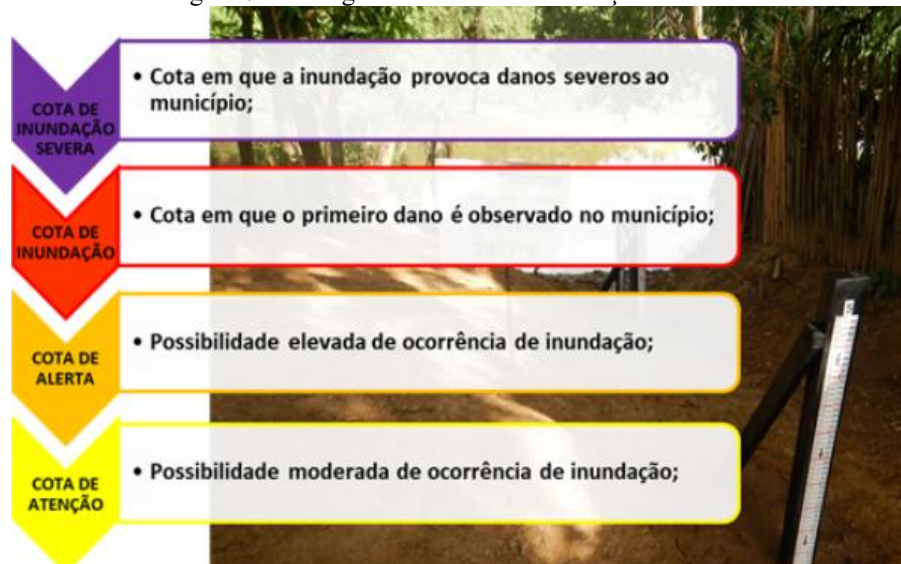 COTA DE
INUNDAÇÃO
SEVERA
• Cota em que a inundação provoca danos severos ao
município;
COTA DE
INUNDAÇÃO
• Cota em que o primeiro dano é observado no município;
COTA DE
ALERTA
• Possibilidade elevada de ocorrência de inundação;
COTA DE
ATENÇÃO
• Possibilidade moderada de ocorrência de inundação;